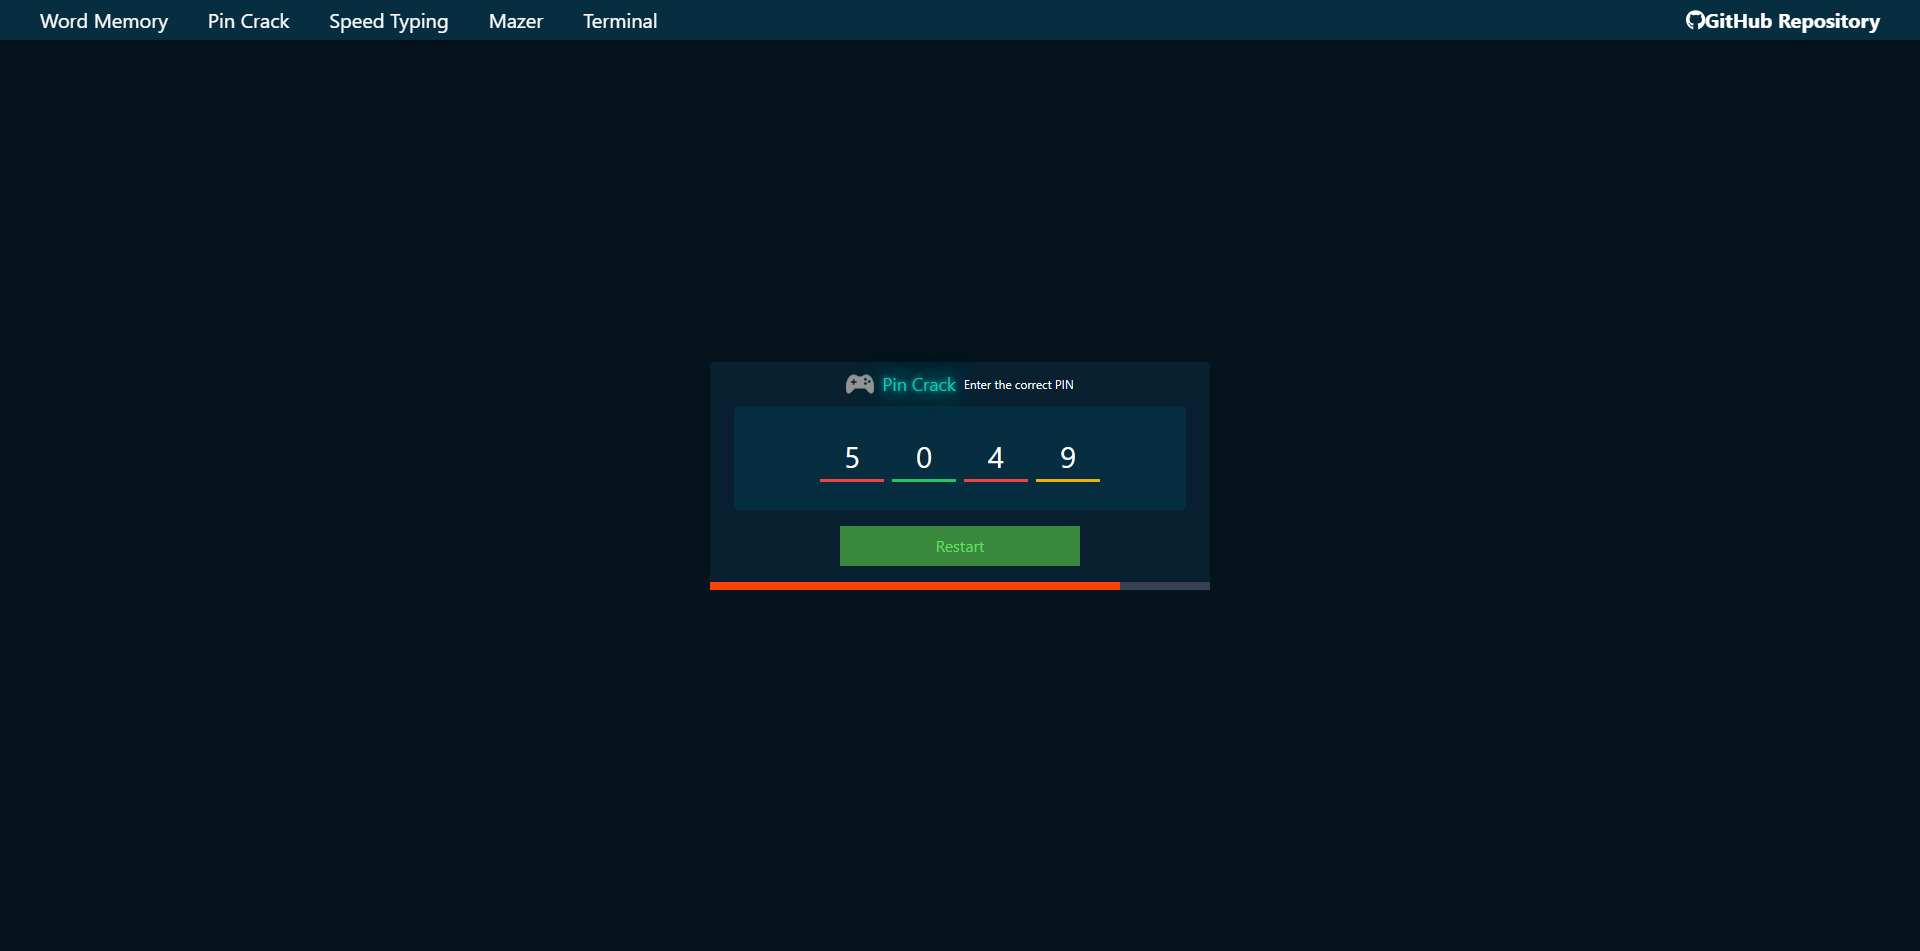 Word Memory Pin Crack Speed Typing Mazer Terminal GitHub Repository
Pin Crack Enter the correct PIN
5 0 4 9
Restart